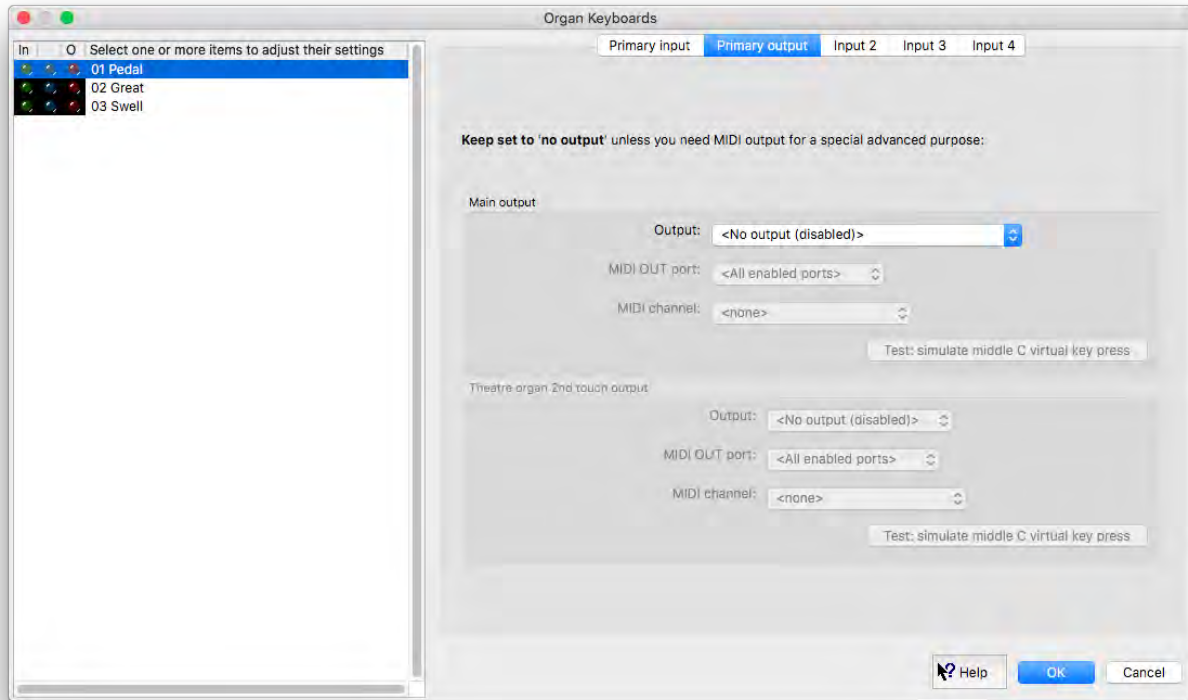 Organ Keyboards
In O Select one or more items to adjust their settings
01 Pedal
02 Great
03 Swell
Primary input Primary output Input 2 Input 3 Input 4
Keep set to 'no output' unless you need MIDI output for a special advanced purpose:
Main output
Output: <No output (disabled)>
MIDI OUT port: <All enabled ports>
MIDI channel: <none>
Test: simulate middle C virtual key press
Theatre organ 2nd touch output
Output: <No output (disabled)>
MIDI OUT port: <All enabled ports>
MIDI channel: <none>
Test: simulate middle C virtual key press
? Help OK Cancel